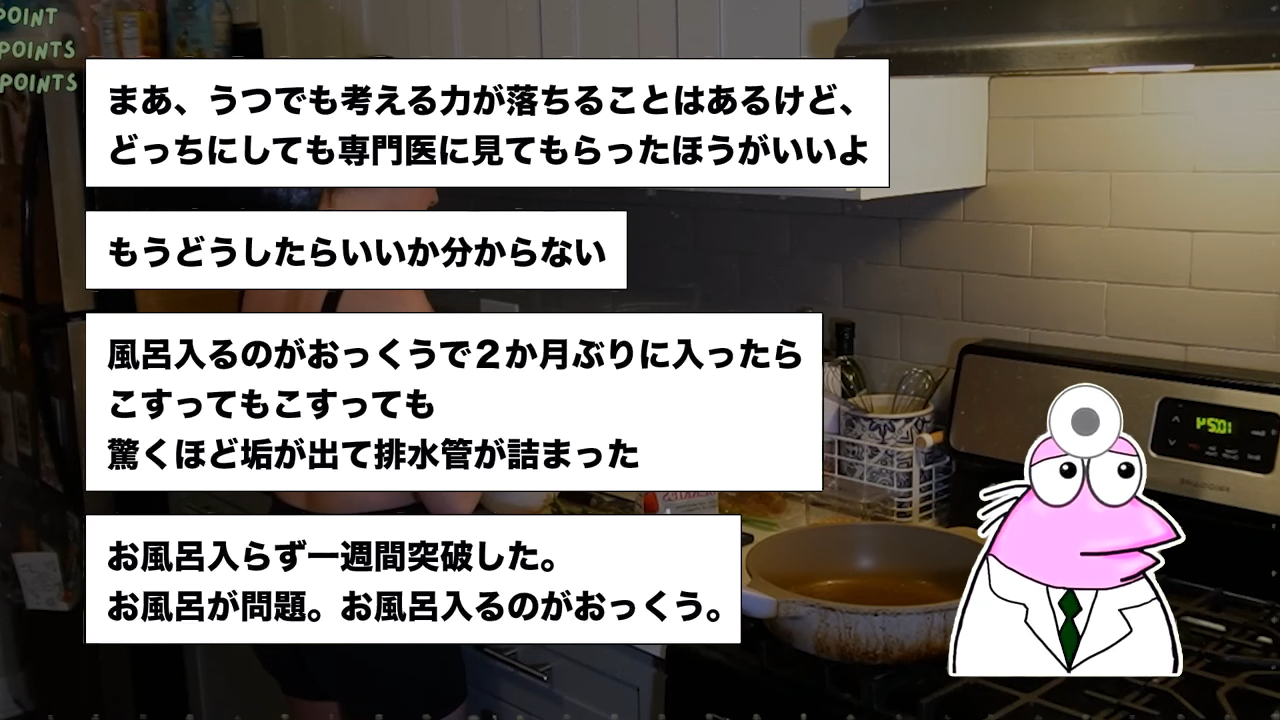 POINT
POINTS
POINTS
まあ、うつでも考える力が落ちることはあるけど、
どっちにしても専門医に見てもらったほうがいいよ
もうどうしたらいいか分からない
風呂入るのがおっくうで２か月ぶりに入ったら
こすってもこすっても
驚くほど垢が出て排水管が詰まった
お風呂入らず一週間突破した。
お風呂が問題。お風呂入るのがおっくう。